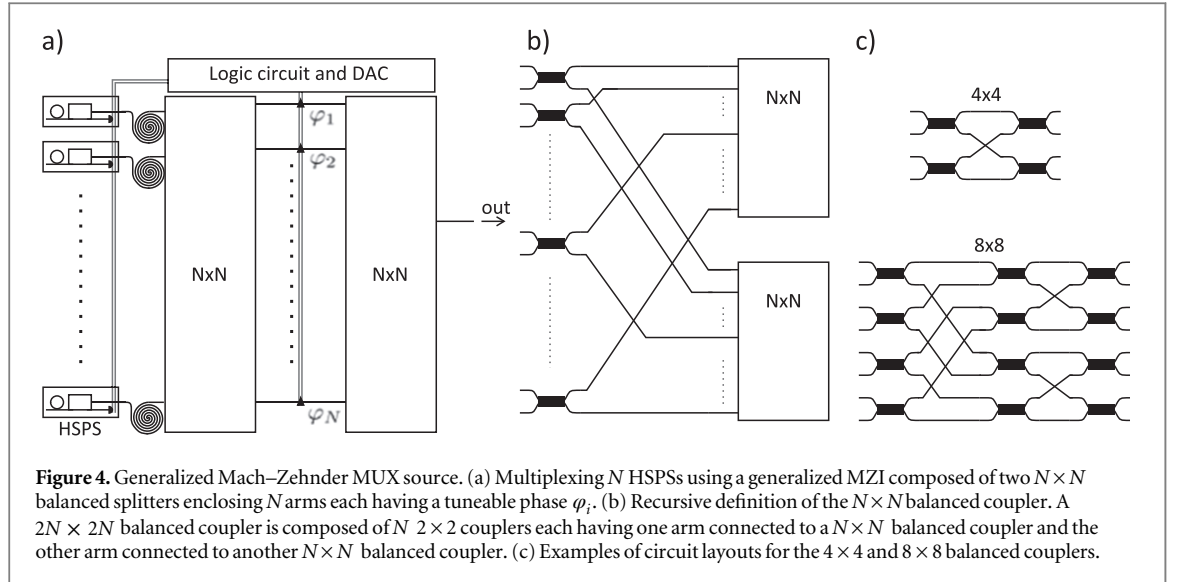 a)
b)
c)
Logic circuit and DAC
φ1
φ2
φN
NxN
NxN
out
HSPS
NxN
NxN
4x4
8x8
Figure 4. Generalized Mach–Zehnder MUX source. (a) Multiplexing N HSPSs using a generalized MZI composed of two N × N
balanced splitters enclosing N arms each having a tuneable phase φi. (b) Recursive definition of the N × N balanced coupler. A
2N × 2N balanced coupler is composed of N 2 × 2 couplers each having one arm connected to a N × N balanced coupler and the
other arm connected to another N × N balanced coupler. (c) Examples of circuit layouts for the 4 × 4 and 8 × 8 balanced couplers.